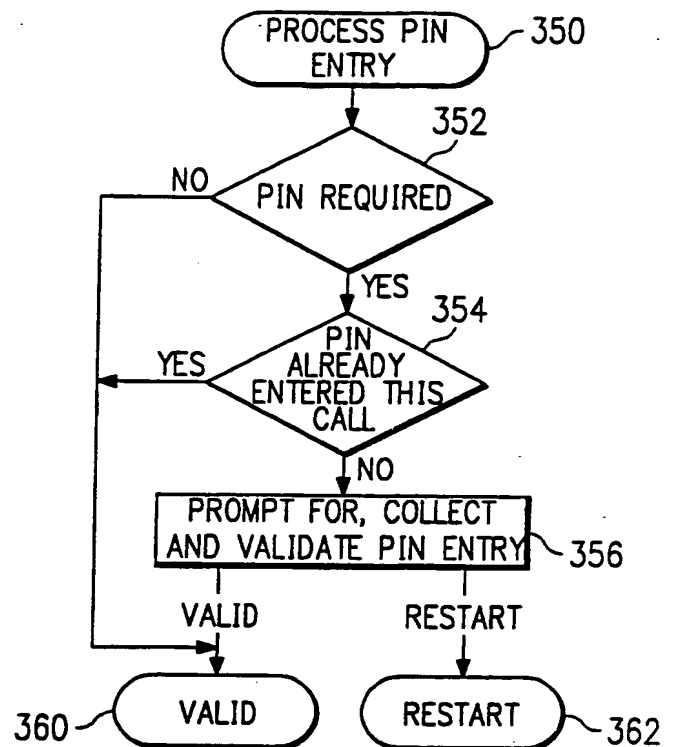 PROCESS PIN
ENTRY
350
352
NO
PIN REQUIRED
YES
354
YES
PIN
ALREADY
ENTERED THIS
CALL
NO
PROMPT FOR, COLLECT
AND VALIDATE PIN ENTRY
356
VALID
RESTART
360
VALID
RESTART
362